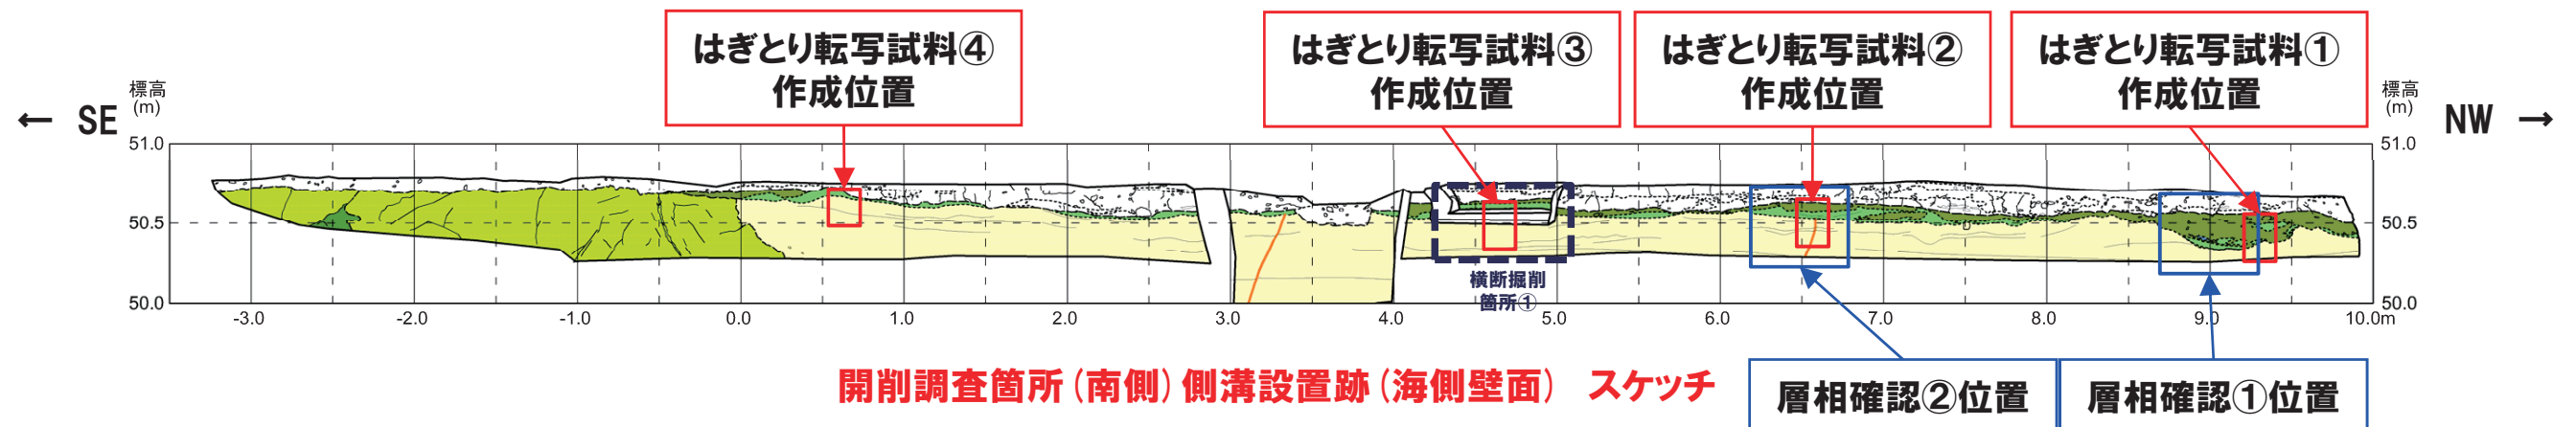 はぎとり転写試料④
作成位置
はぎとり転写試料③
作成位置
はぎとり転写試料②
作成位置
はぎとり転写試料①
作成位置
← SE
標高
(m)
標高
(m)
NW →
51.0
51.0
50.5
50.5
50.0
50.0
横断掘削
箇所①
-3.0 -2.0 -1.0 0.0 1.0 2.0 3.0 4.0 5.0 6.0 7.0 8.0 9.0 10.0m
開削調査箇所(南側)側溝設置跡(海側壁面) スケッチ
層相確認②位置
層相確認①位置